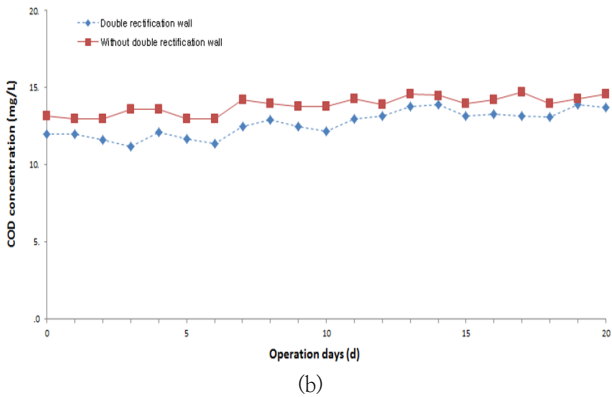 20.
15.
10.
5.
.0
COD concentration (mg/L)
Double rectification wall
Without double rectification wall
0 5 10 15 20
Operation days (d)
(b)